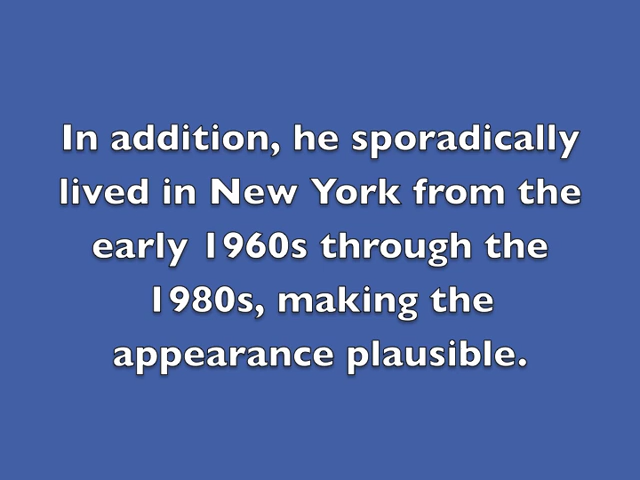 In addition, he sporadically
lived in New York from the
early 1960s through the
1980s, making the
appearance plausible.